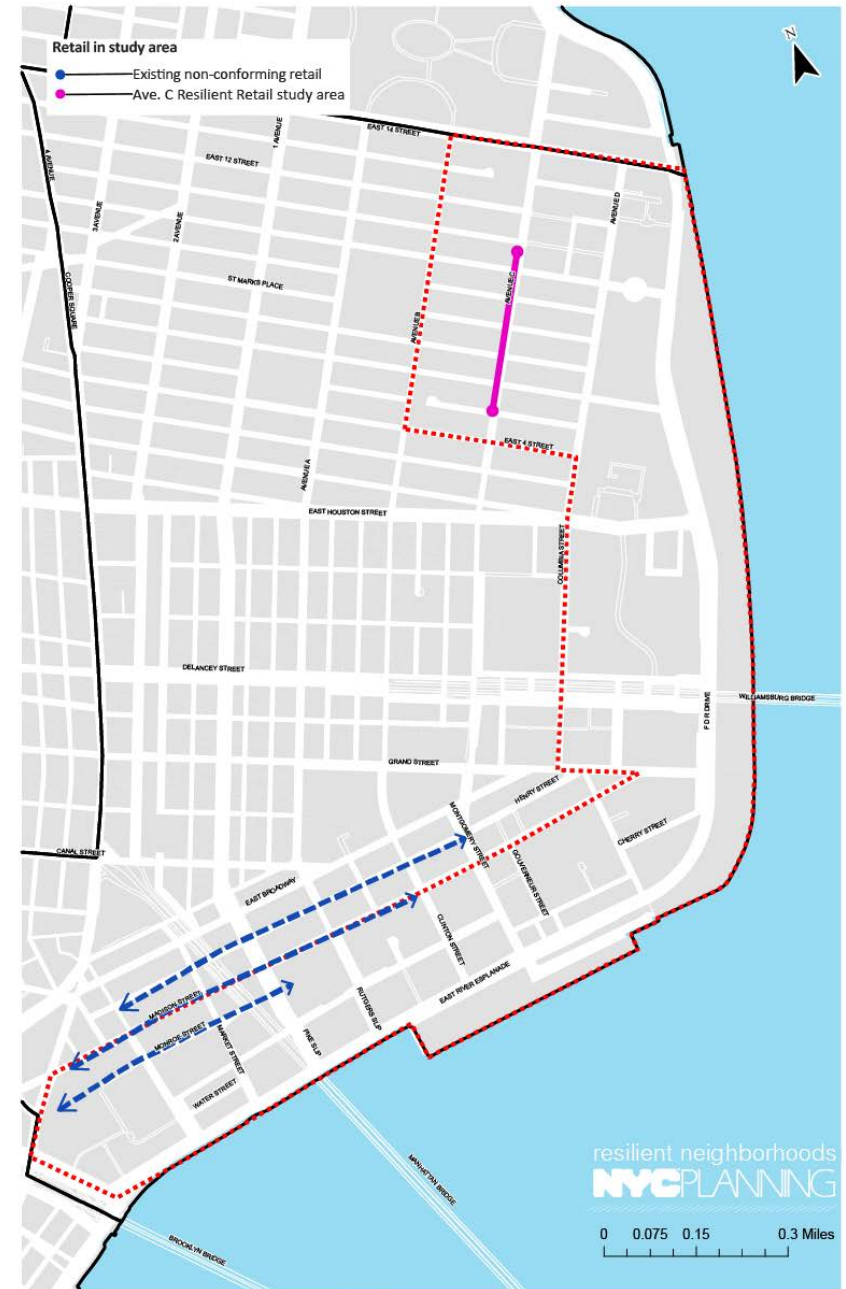 Retail in study area
Existing non-conforming retail
Ave. C Resilient Retail study area
N
EAST 14 STREET
1 AVENUE
EAST 12 STREET
4 AVENUE
3 AVENUE
2 AVENUE
AVENUE D
ST MARKS PLACE
COOPER SQUARE
AVENUE C
AVENUE B
EAST 4 STREET
AVENUE A
EAST HOUSTON STREET
COLUMBIA STREET
DELANCEY STREET
WILLIAMSBURG BRIDGE
F D R DRIVE
GRAND STREET
HENRY STREET
MONTGOMERY STREET
CHERRY STREET
CANAL STREET
GOUVERNEUR STREET
EAST BROADWAY
CLINTON STREET
EAST RIVER ESPLANADE
MADISON STREET
RUTGERS SLIP
MONROE STREET
MARKET STREET
PIKE SLIP
WATER STREET
MANHATTAN BRIDGE
BROOKLYN BRIDGE
resilient neighborhoods
NYC PLANNING
0 0.075 0.15 0.3 Miles